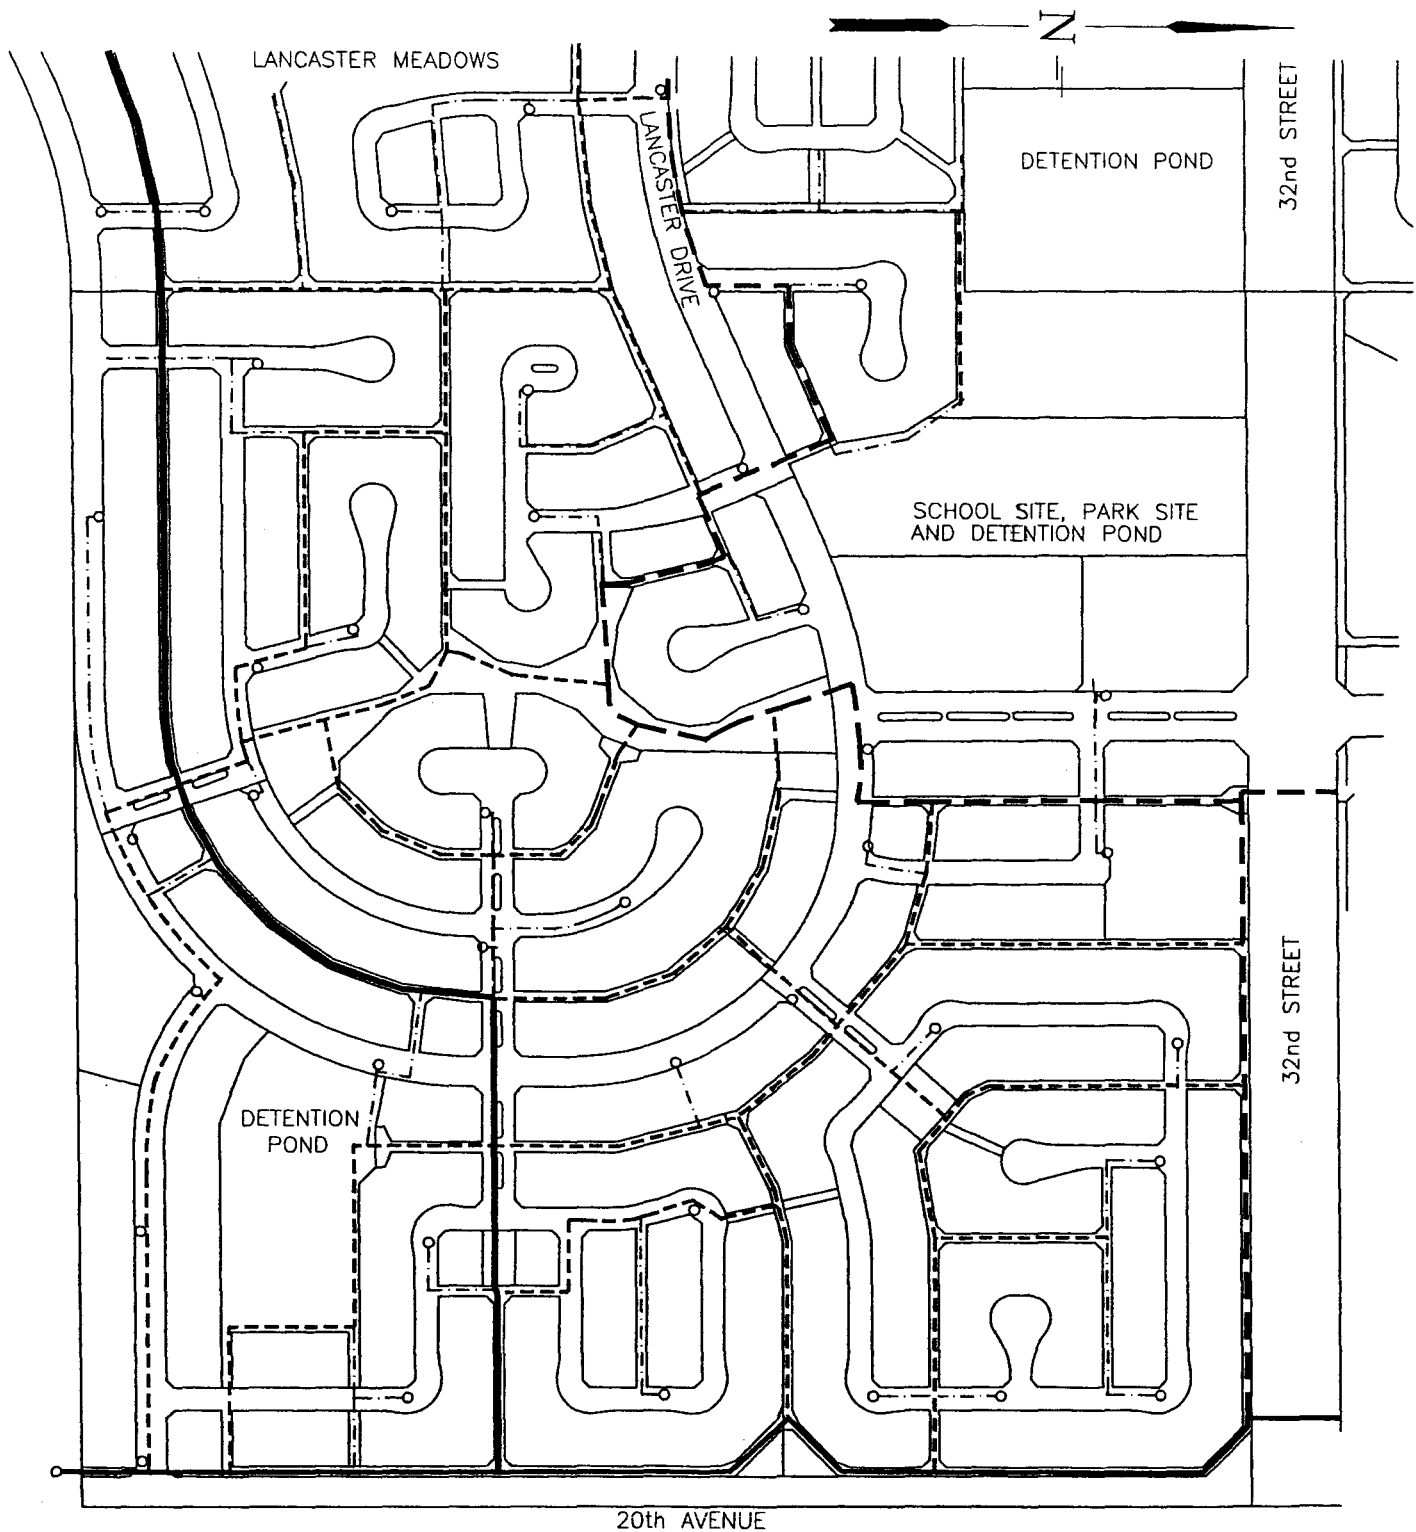 N
LANCASTER MEADOWS
32nd STREET
DETENTION POND
LANCASTER DRIVE
SCHOOL SITE, PARK SITE
AND DETENTION POND
32nd STREET
DETENTION
POND
20th AVENUE